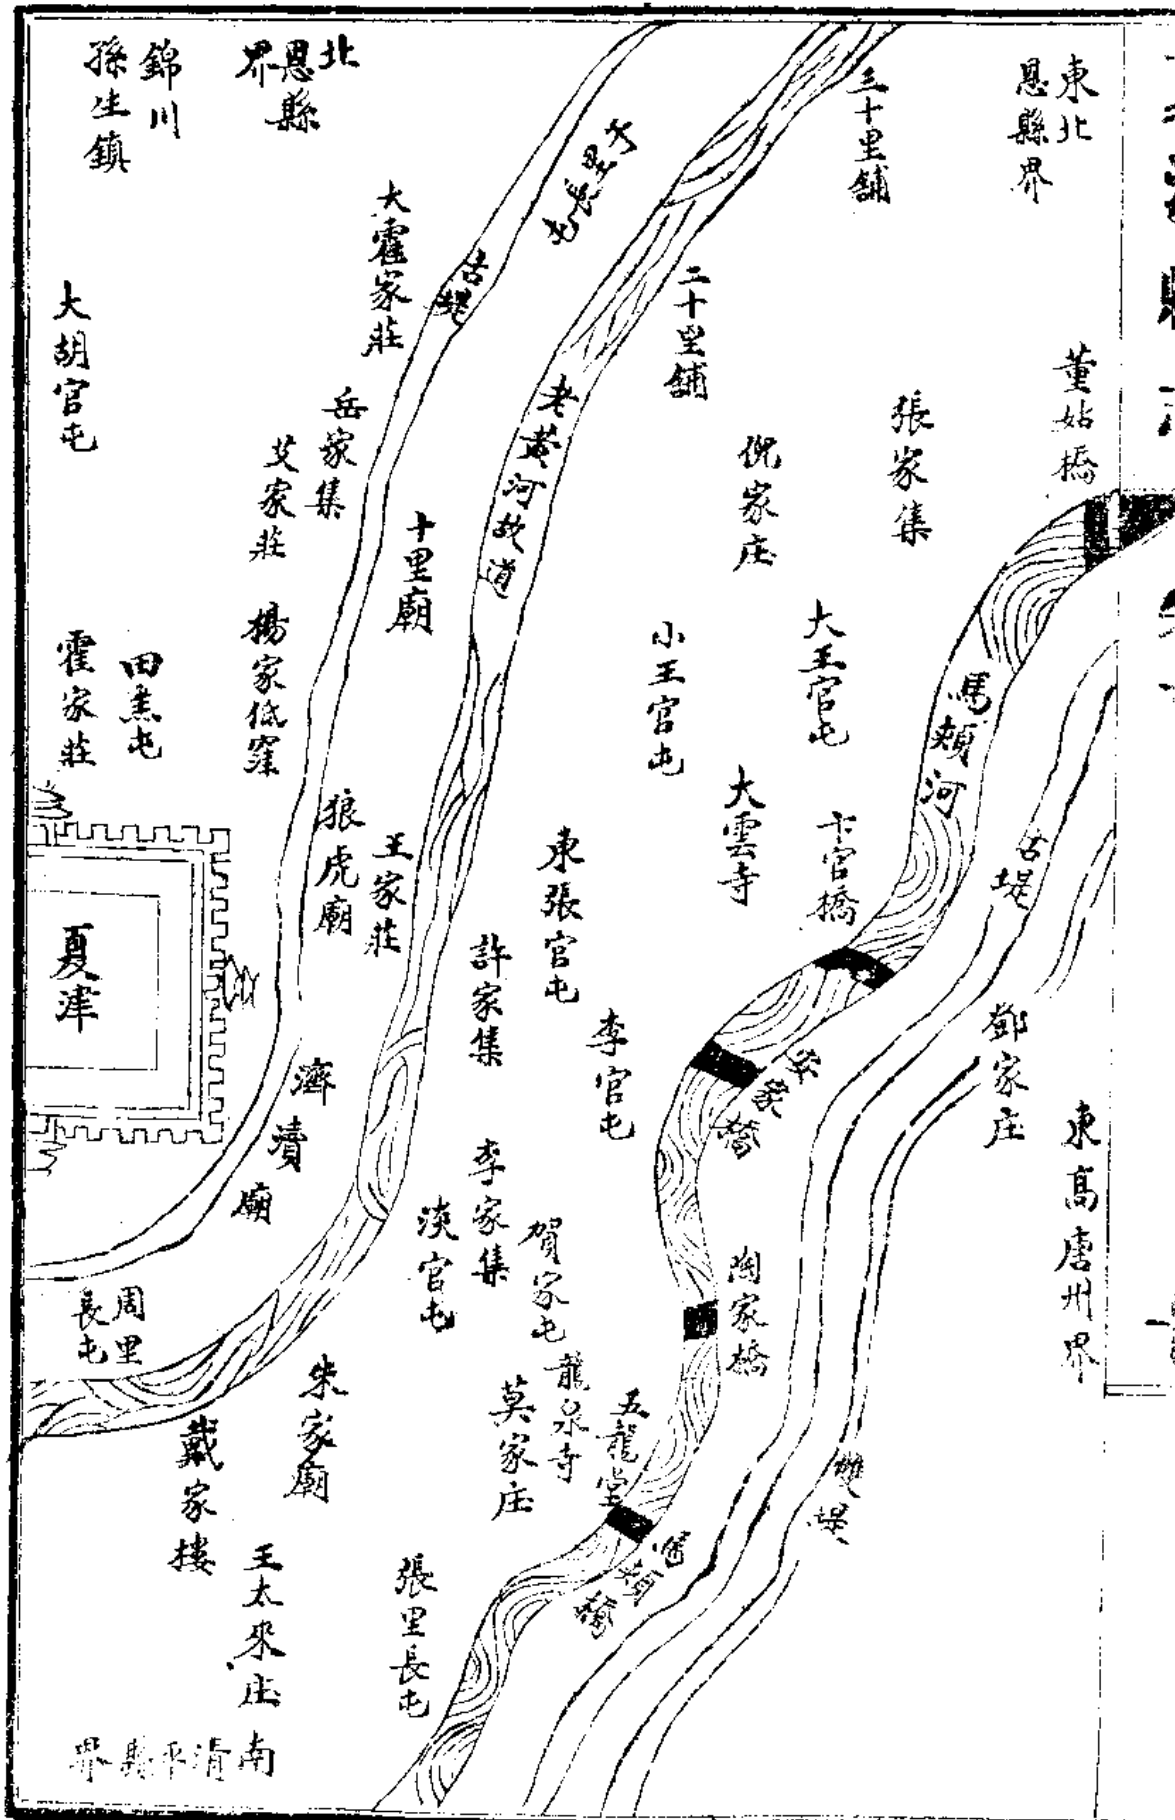 東北
恩縣界
三十里舖
北
恩縣
界
錦川
孫生鎮
大霍家莊
古堤
二十里舖
大胡官屯
董姑橋
張家集
倪家庄
老黃河故道
岳家集
艾家莊
十里廟
楊家低窪
田　屯
霍家莊
大王官屯
小王官屯
馬頰河
大雲寺
卞官橋
古堤
狼虎廟
王家莊
東張官屯
許家集
夏津
李官屯
鄧家庄
東高唐州界
濟瀆廟
李家集
淡官屯
賀家屯
陶家橋
周里
長屯
朱家廟
龍泉寺
莫家庄
五龍堂
雙堤
戴家楼
王太來庄
張里長屯
南清平縣界